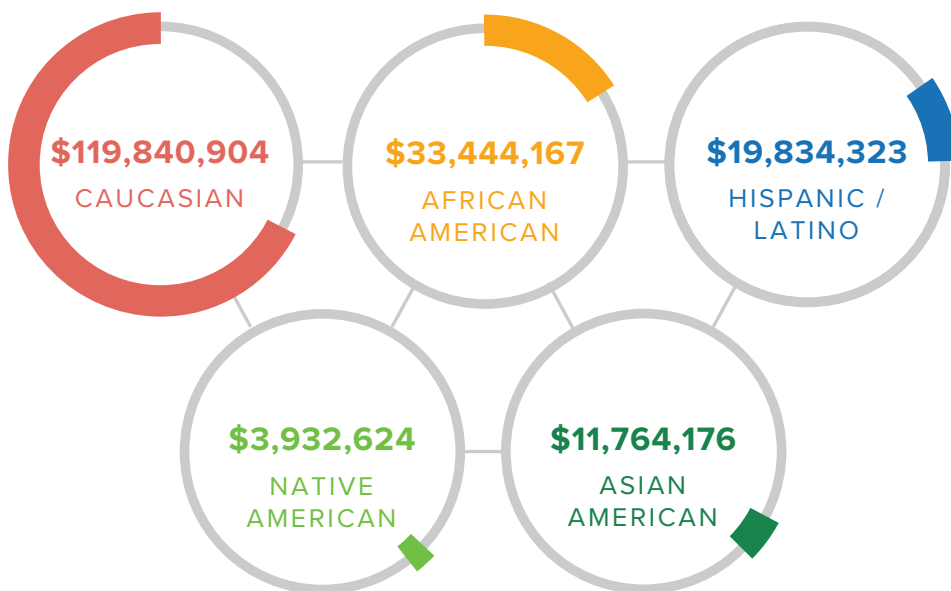 $119,840,904
CAUCASIAN
$33,444,167
AFRICAN
AMERICAN
$19,834,323
HISPANIC /
LATINO
$3,932,624
NATIVE
AMERICAN
$11,764,176
ASIAN
AMERICAN